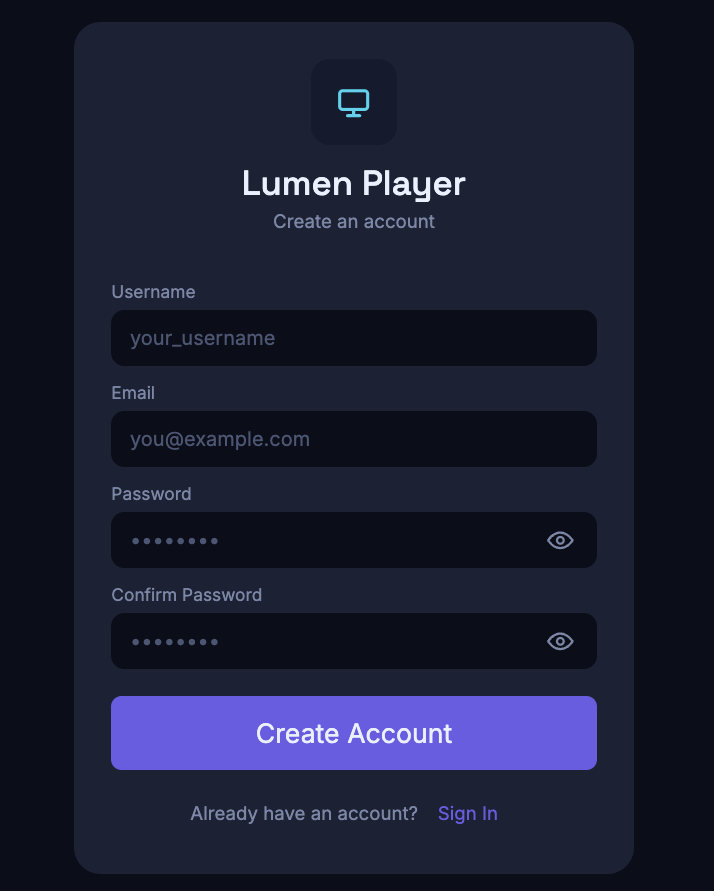 Lumen Player
Create an account
Username
your_username
Email
you@example.com
Password
••••••••
Confirm Password
••••••••
Create Account
Already have an account? Sign In